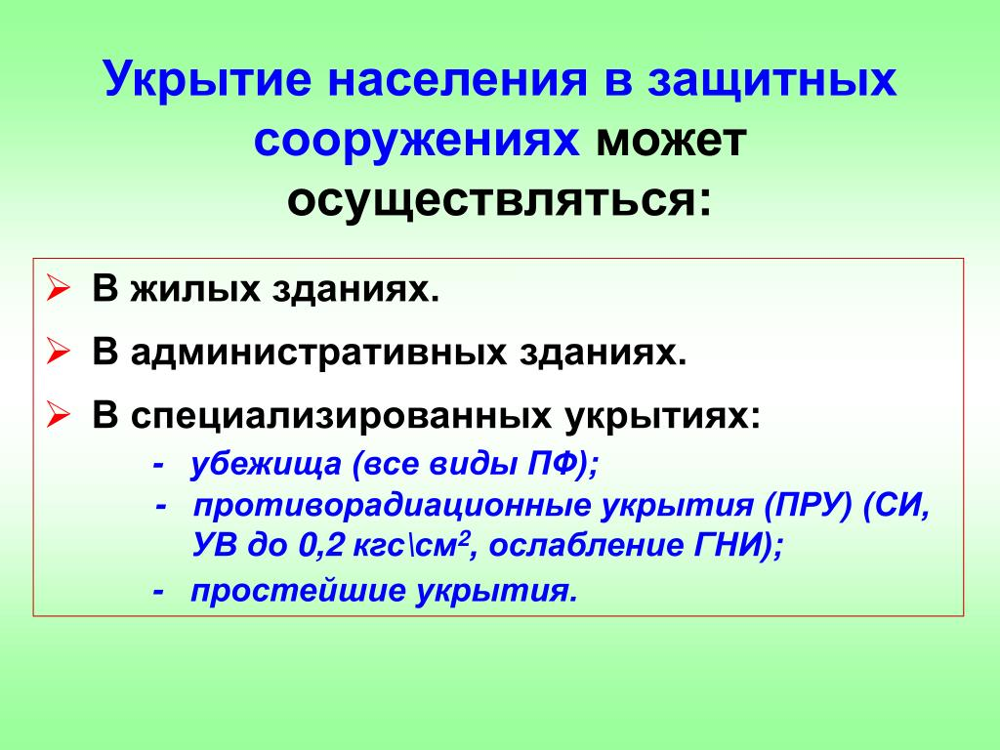 Укрытие населения в защитных
сооружениях может
осуществляться:
➢ В жилых зданиях.
➢ В административных зданиях.
➢ В специализированных укрытиях:
- убежища (все виды ПФ);
- противорадиационные укрытия (ПРУ) (СИ,
УВ до 0,2 кгс\см², ослабление ГНИ);
- простейшие укрытия.